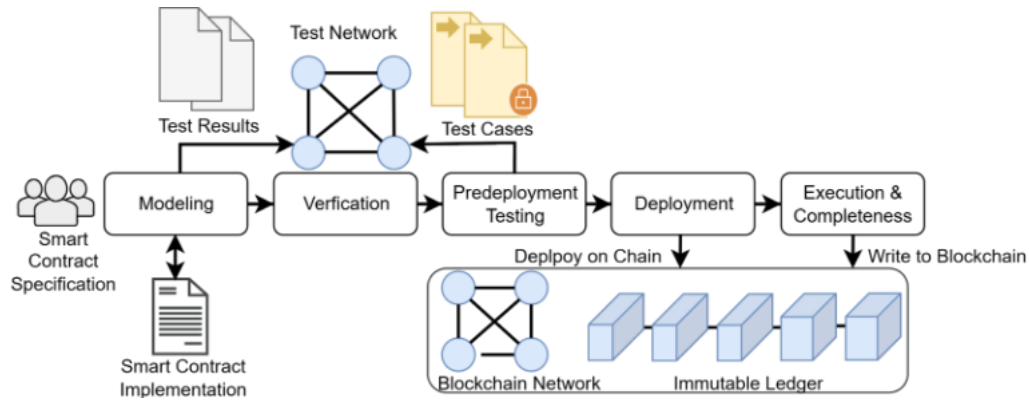 Test Network
Test Results
Test Cases
Smart
Contract
Specification
Modeling
Verfication
Predeployment
Testing
Deployment
Execution &
Completeness
Deplpoy on Chain
Write to Blockchain
Smart Contract
Implementation
Blockchain Network
Immutable Ledger